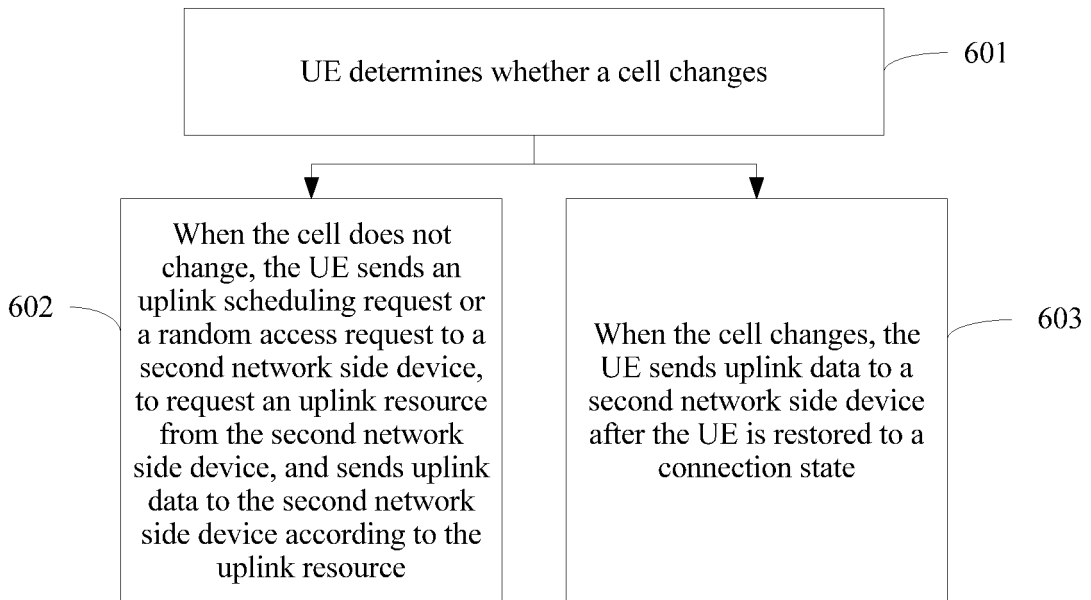 UE determines whether a cell changes
601
When the cell does not
change, the UE sends an
uplink scheduling request or
a random access request to a
second network side device,
to request an uplink resource
from the second network
side device, and sends uplink
data to the second network
side device according to the
uplink resource
602
When the cell changes, the
UE sends uplink data to a
second network side device
after the UE is restored to a
connection state
603